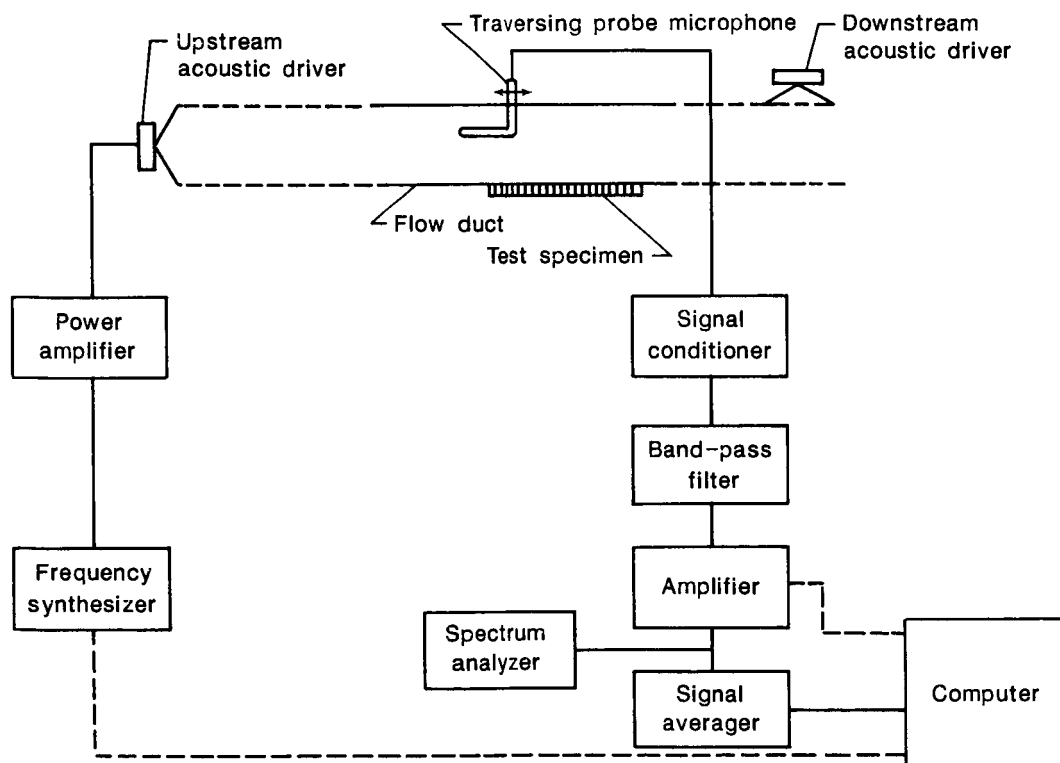 Upstream
acoustic driver
Traversing probe microphone
Downstream
acoustic driver
Flow duct
Test specimen
Power
amplifier
Signal
conditioner
Band-pass
filter
Frequency
synthesizer
Amplifier
Spectrum
analyzer
Signal
averager
Computer